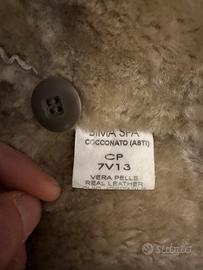 SIMA SPA
COCCONATO (ASTI)
CP
7V13
VERA PELLE
REAL LEATHER
subito